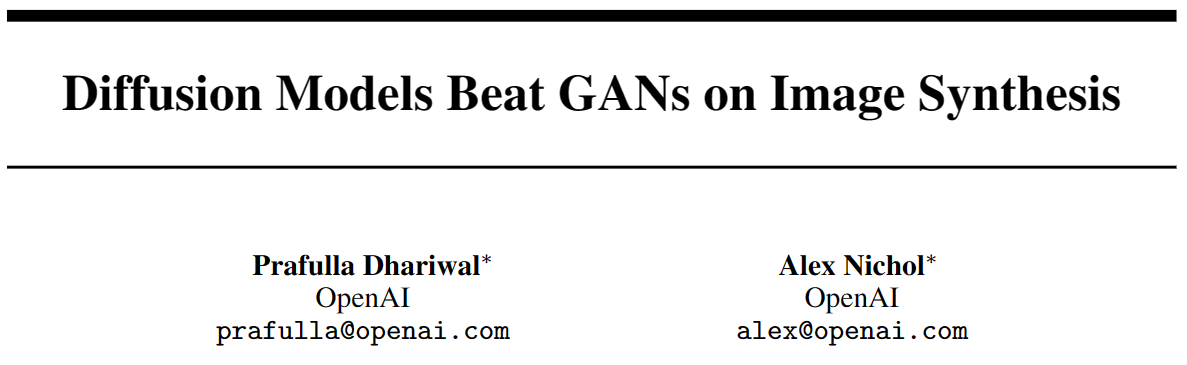 Diffusion Models Beat GANs on Image Synthesis
Prafulla Dhariwal*
OpenAI
prafulla@openai.com
Alex Nichol*
OpenAI
alex@openai.com